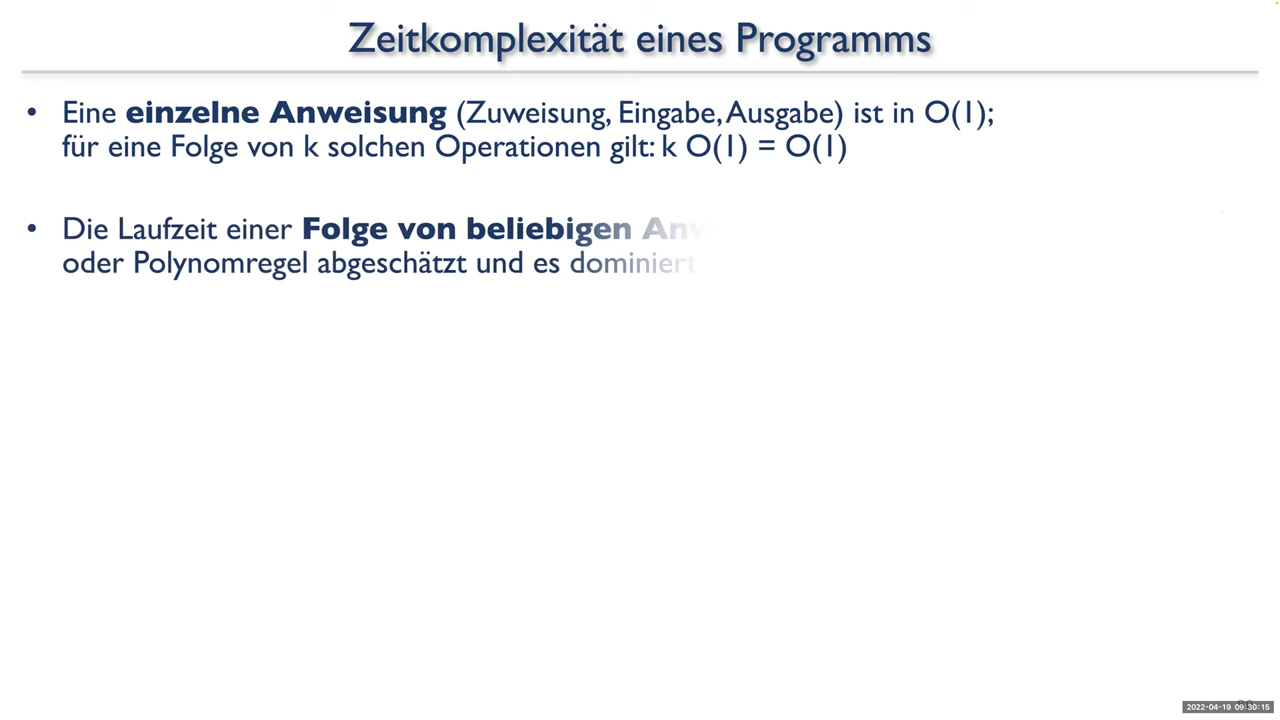 Zeitkomplexität eines Programms
• Eine einzelne Anweisung (Zuweisung, Eingabe, Ausgabe) ist in O(1);
für eine Folge von k solchen Operationen gilt: k O(1) = O(1)
• Die Laufzeit einer Folge von beliebigen Anw
oder Polynomregel abgeschätzt und es dominiert
2022-04-19 09:30:15